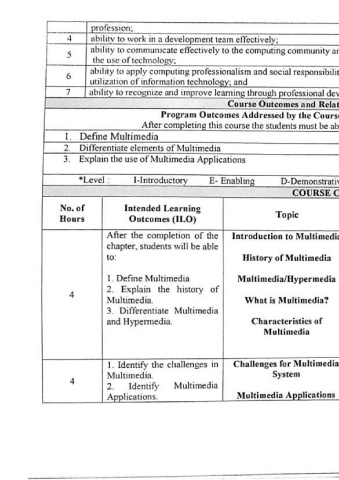 profession;
4 ability to work in a development team effectively;
5 ability to communicate effectively to the computing community
the use of technology;
6 ability to apply computing professionalism and social
utilization of information technology; and
7 ability to recognize and improve learning through professional
Course Outcomes and
Program Outcomes Addressed by the
After completing this course the students must be
1. Define Multimedia
2. Differentiate elements of Multimedia
3. Explain the use of Multimedia Applications
*Level : I-Introductory E- Enabling
COURSE
No. of Hours
Intended Learning
Outcomes (ILO)
Topic
4
After the completion of the
chapter, students will be able
to:
1. Define Multimedia
2. Explain the history of
Multimedia.
3. Differentiate Multimedia
and Hypermedia.
Introduction to Multimedia
History of Multimedia
Multimedia/Hypermedia
What is Multimedia?
Characteristics of
Multimedia
4
1. Identify the challenges in
Multimedia.
2. Identify Multimedia
Applications.
Challenges for Multimedia
System
Multimedia Applications